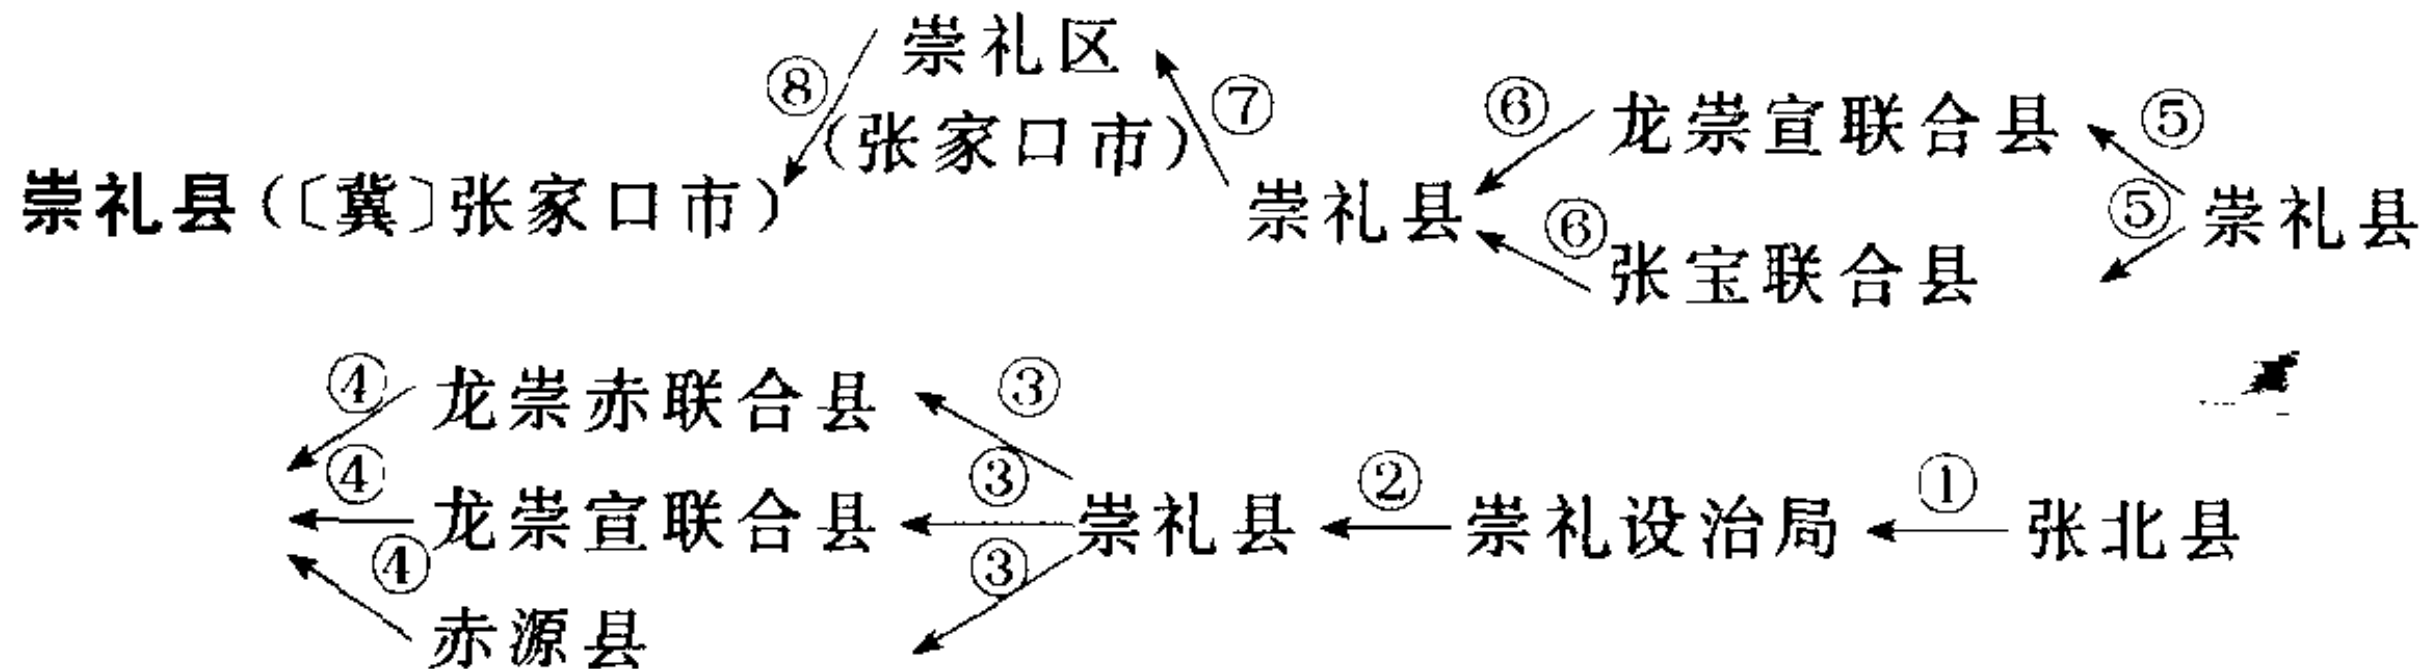 ⑧ 崇礼区 ⑦ ⑥ 龙崇宣联合县 ⑤
(张家口市)
崇礼县(〔冀〕张家口市) 崇礼县 ⑥ ⑤ 崇礼县
张宝联合县
④ 龙崇赤联合县 ③
④ 龙崇宣联合县 ③ 崇礼县 ② 崇礼设治局 ① 张北县
④ ③
赤源县